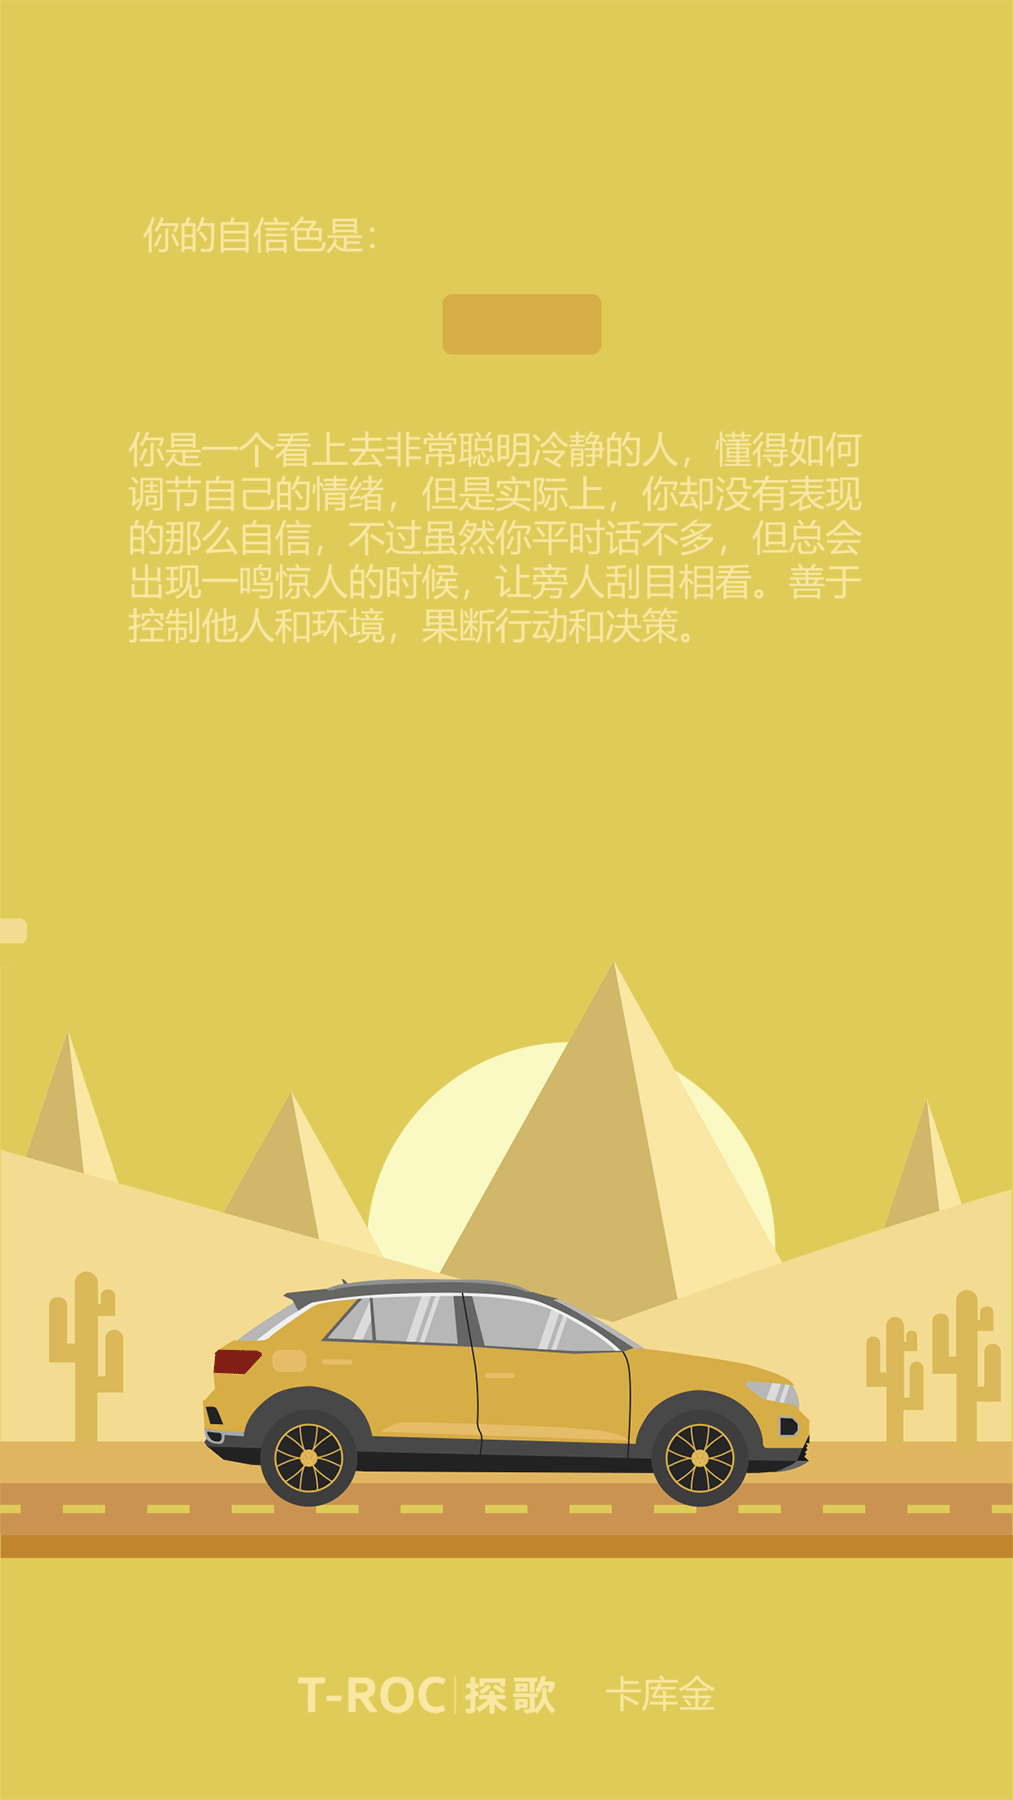 你的自信色是：
你是一个看上去非常聪明冷静的人，懂得如何
调节自己的情绪，但是实际上，你却没有表现
的那么自信，不过虽然你平时话不多，但总会
出现一鸣惊人的时候，让旁人刮目相看。善于
控制他人和环境，果断行动和决策。
T-ROC|探歌 卡库金